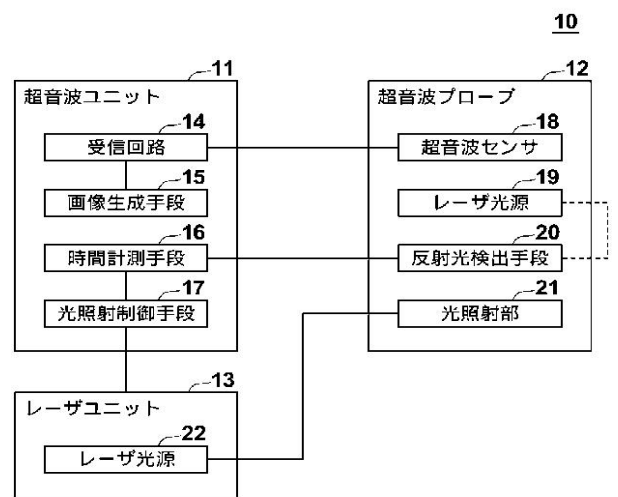 10
11
超音波ユニット
14
受信回路
15
画像生成手段
16
時間計測手段
17
光照射制御手段
12
超音波プローブ
18
超音波センサ
19
レーザ光源
20
反射光検出手段
21
光照射部
13
レーザユニット
22
レーザ光源